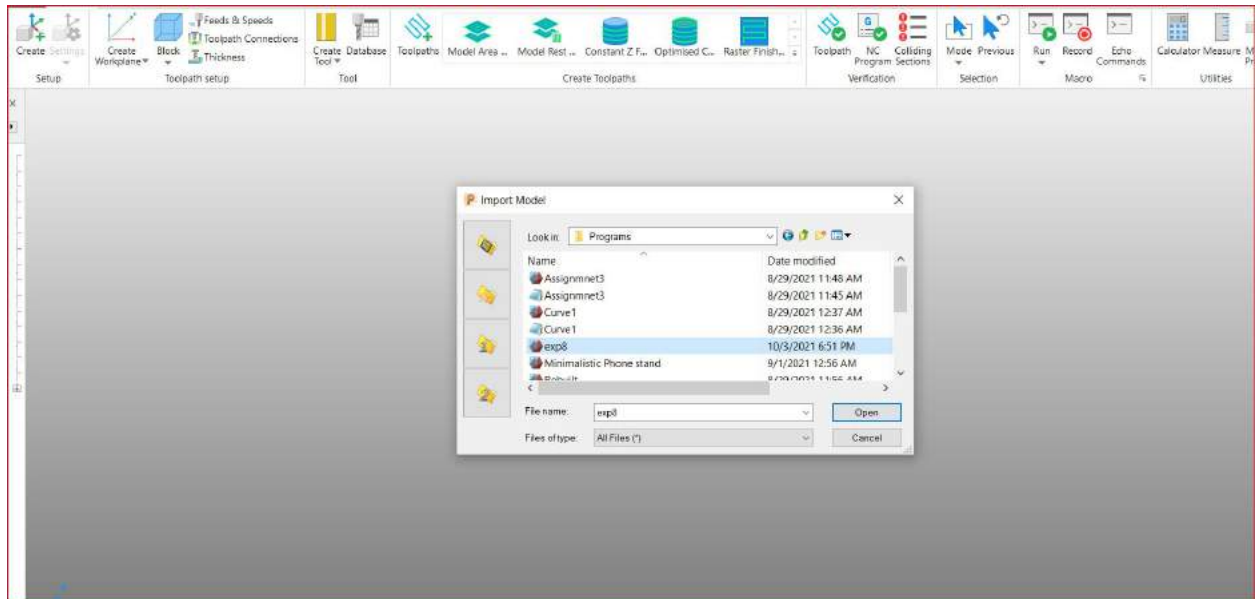 Feeds & Speeds
Toolpath Connections
Thickness
Create Settings
Create Workplane
Block
Create Tool
Database
Toolpaths
Model Area ...
Model Rest ...
Constant Z F...
Optimised C...
Raster Finish...
Toolpath
NC Program
Colliding Sections
Mode
Previous
Run
Record
Echo Commands
Calculator
Measure
Setup
Toolpath setup
Tool
Create Toolpaths
Verification
Selection
Macro
Utilities
Import Model
Look in: Programs
Name Date modified
Assignmnet3 8/29/2021 11:48 AM
Assignmnet3 8/29/2021 11:45 AM
Curve1 8/29/2021 12:37 AM
Curve1 8/29/2021 12:36 AM
exp8 10/3/2021 6:51 PM
Minimalistic Phone stand 9/1/2021 12:56 AM
File name: exp8 Open
Files of type: All Files (*) Cancel